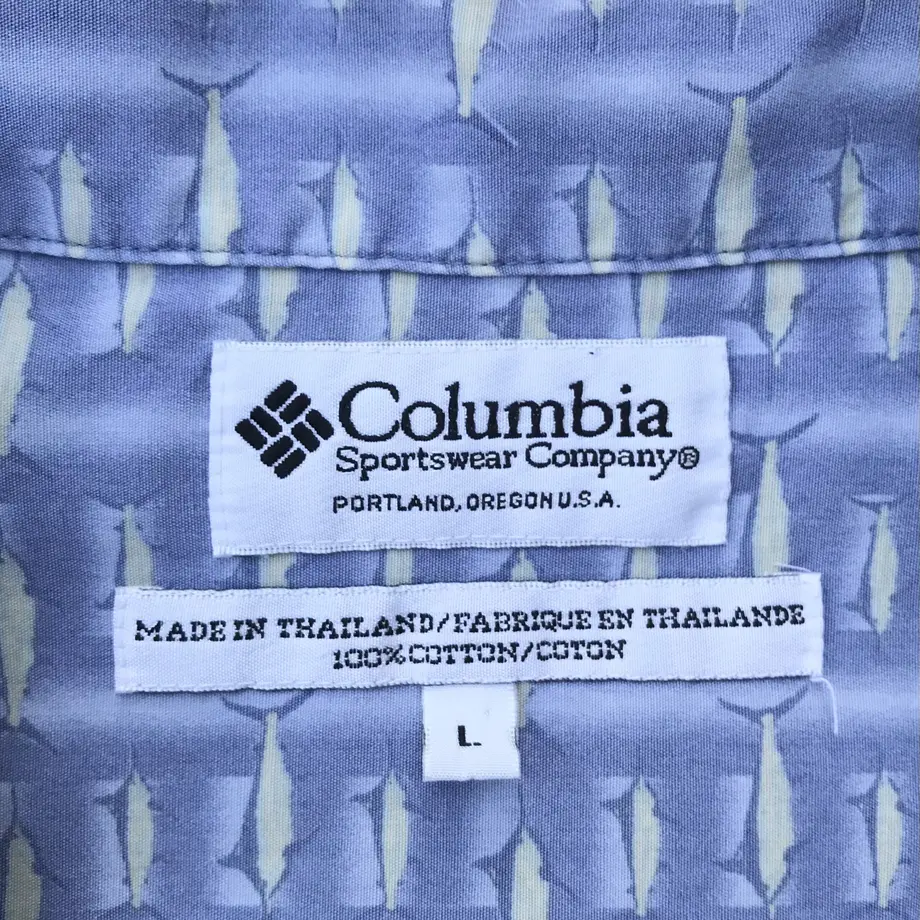 Columbia
Sportswear Company®
PORTLAND, OREGON U.S.A.
MADE IN THAILAND/FABRIQUE EN THAILANDE
100% COTTON/COTON
L